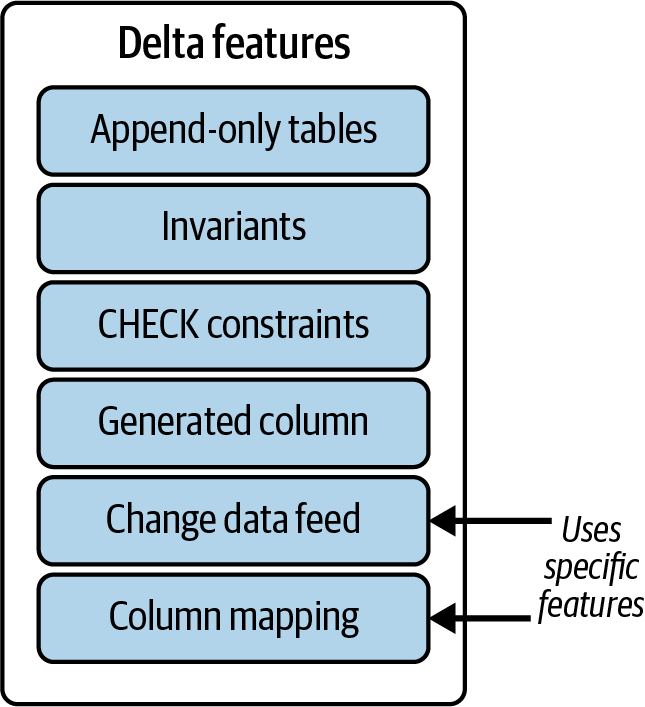 Delta features
Append-only tables
Invariants
CHECK constraints
Generated column
Change data feed
Column mapping
Uses
specific
features